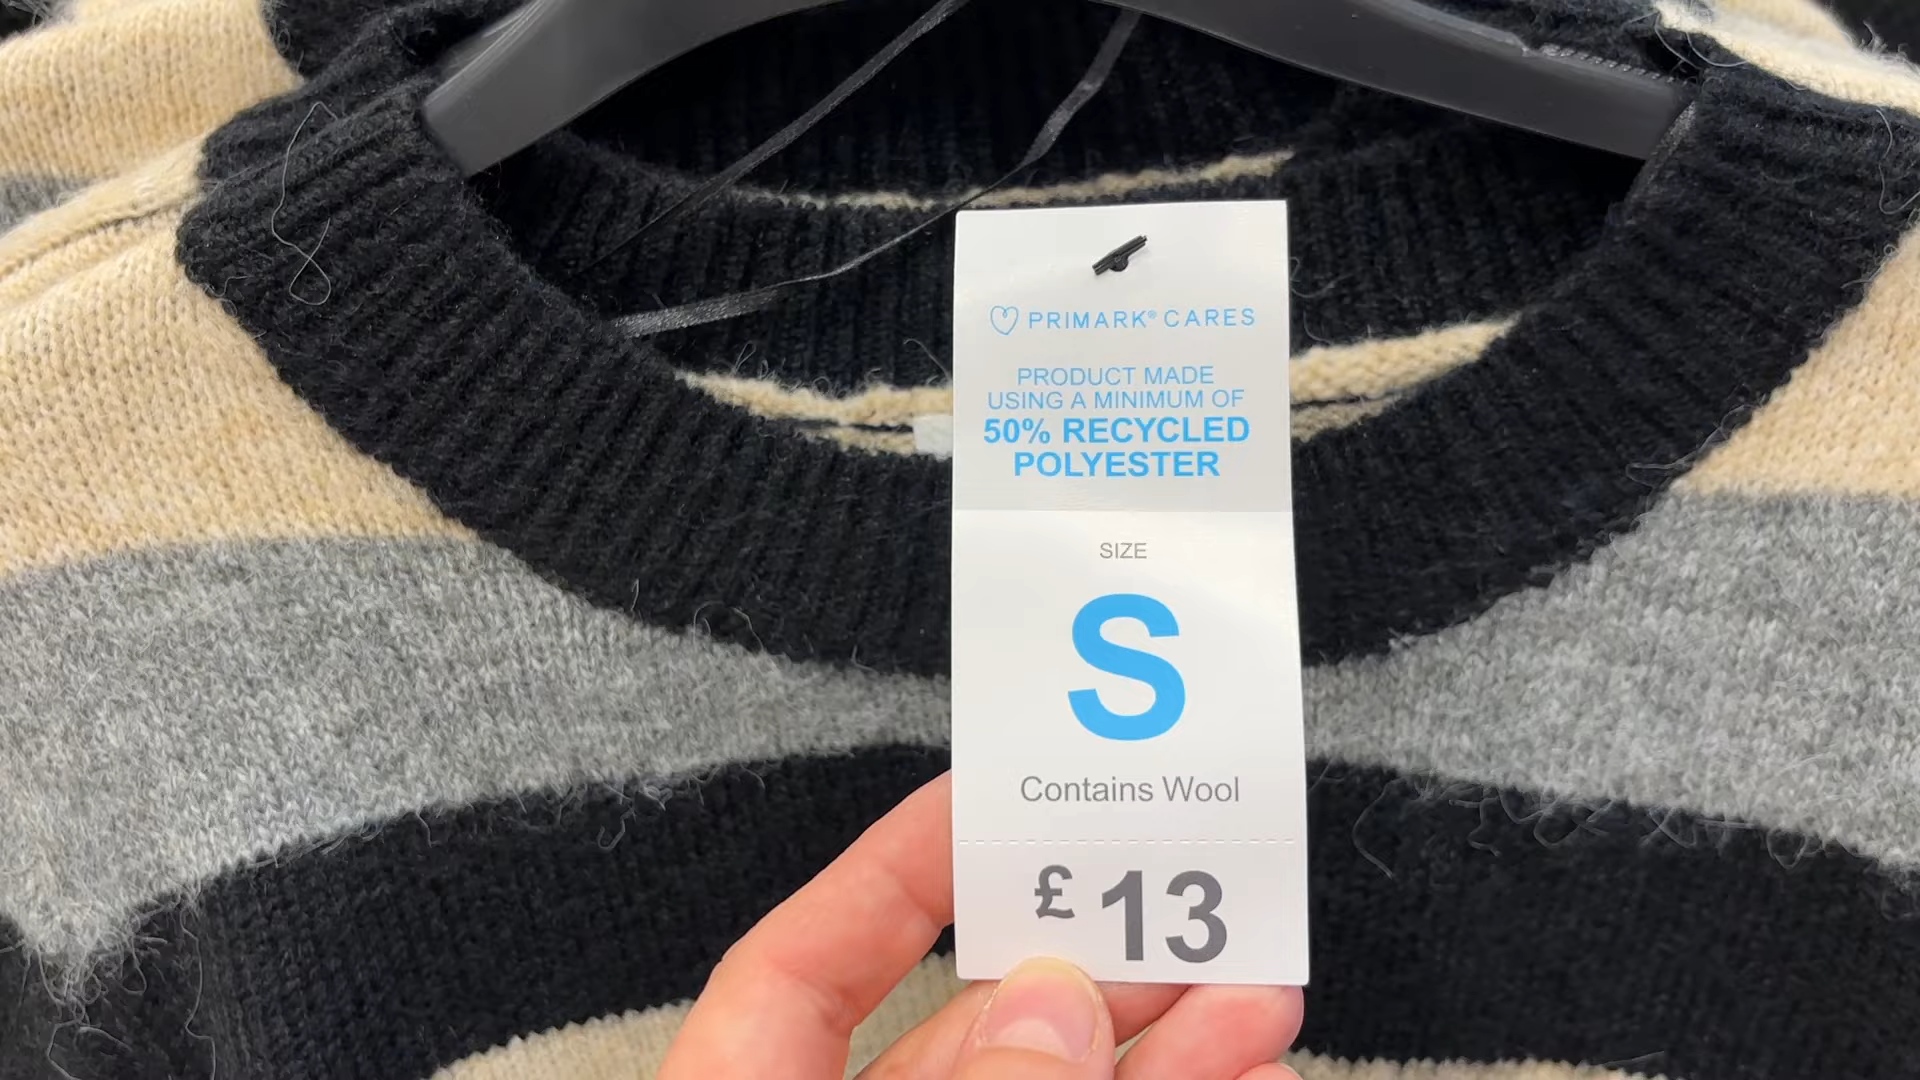 PRIMARK® CARES
PRODUCT MADE
USING A MINIMUM OF
50% RECYCLED
POLYESTER
SIZE
S
Contains Wool
£13